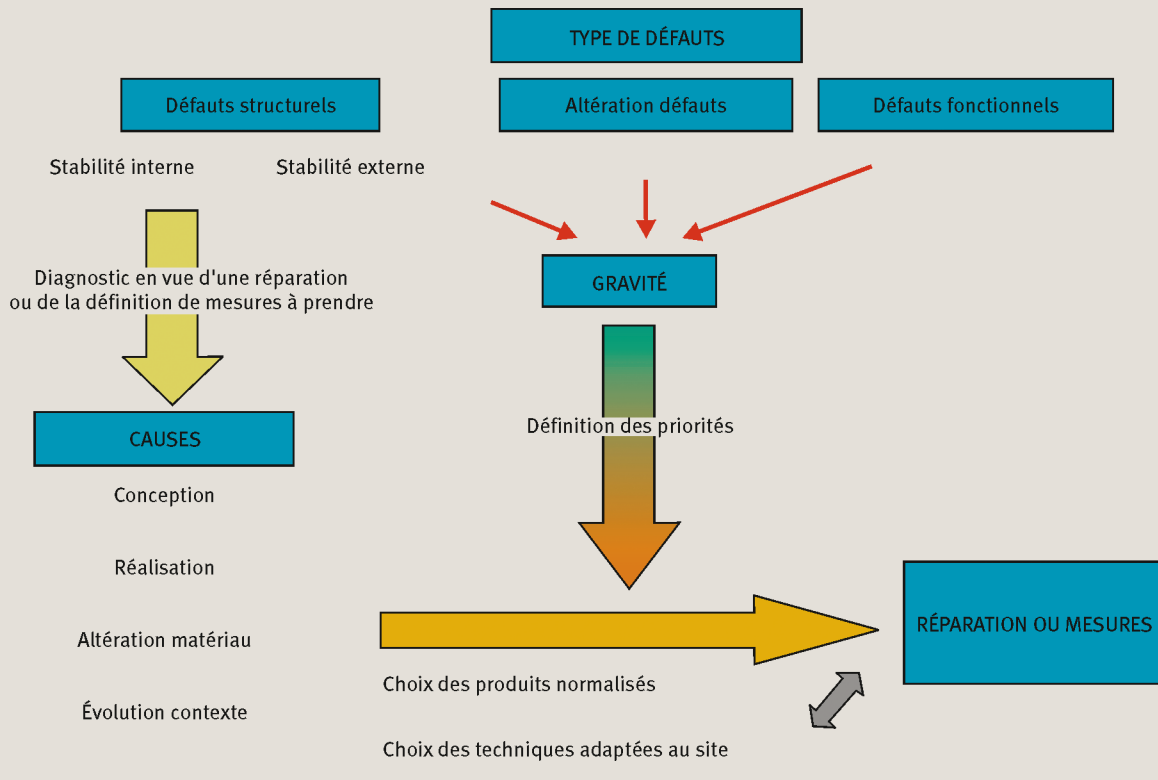 TYPE DE DÉFAUTS
Défauts structurels
Altération défauts
Défauts fonctionnels
Stabilité interne
Stabilité externe
Diagnostic en vue d'une réparation
ou de la définition de mesures à prendre
GRAVITÉ
Définition des priorités
CAUSES
Conception
Réalisation
Altération matériau
Évolution contexte
RÉPARATION OU MESURES
Choix des produits normalisés
Choix des techniques adaptées au site